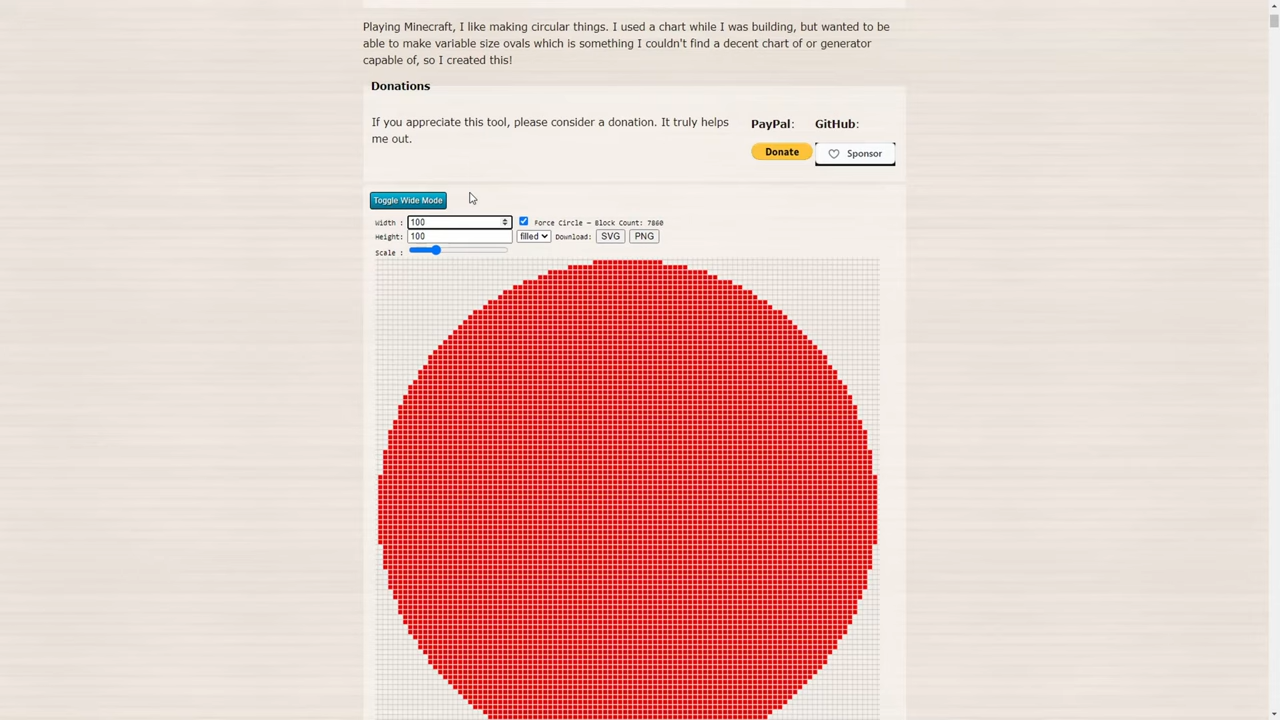 Playing Minecraft, I like making circular things. I used a chart while I was building, but wanted to be
able to make variable size ovals which is something I couldn't find a decent chart of or generator
capable of, so I created this!
Donations
If you appreciate this tool, please consider a donation. It truly helps
me out.
PayPal: GitHub:
Donate Sponsor
Toggle Wide Mode
Width : 100 Force Circle — Block Count: 7860
Height: 100 filled Download: SVG PNG
Scale :